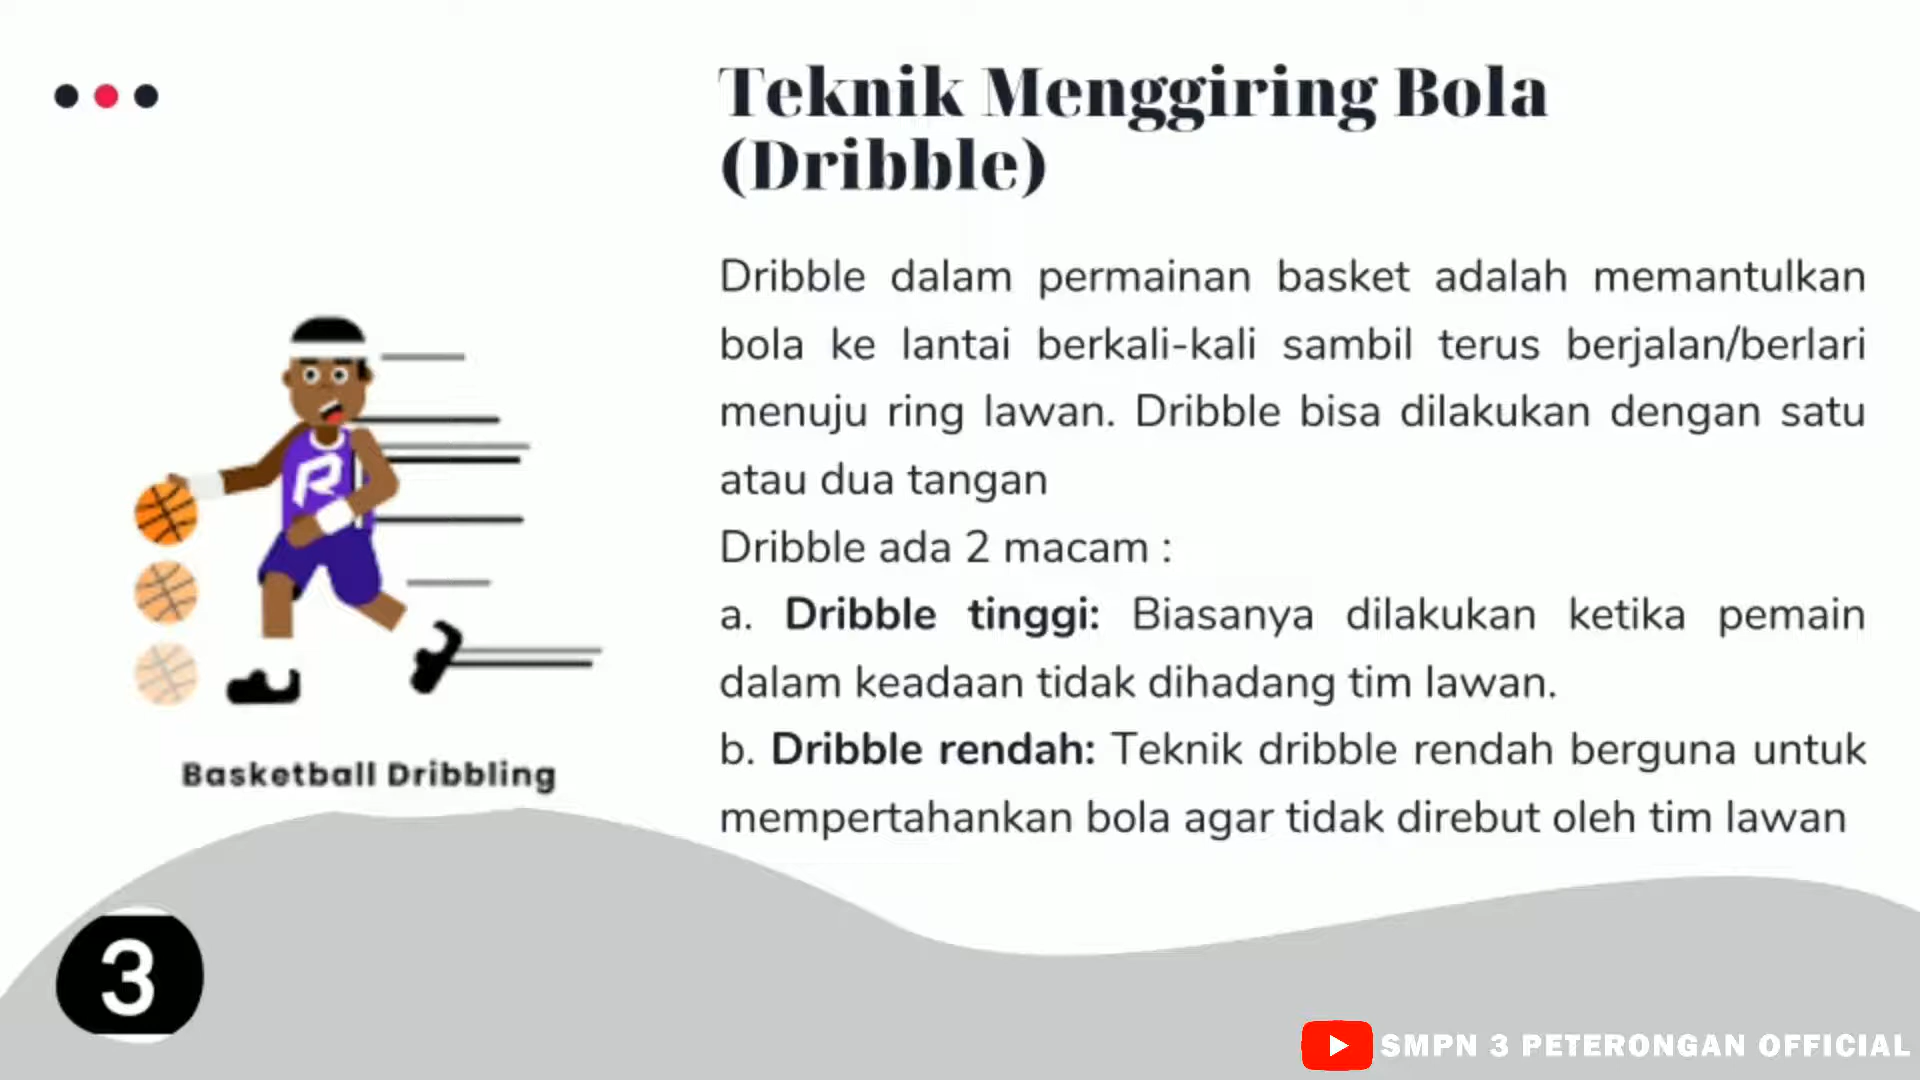 Teknik Menggiring Bola
(Dribble)
Dribble dalam permainan basket adalah memantulkan
bola ke lantai berkali-kali sambil terus berjalan/berlari
menuju ring lawan. Dribble bisa dilakukan dengan satu
atau dua tangan
Dribble ada 2 macam :
a. Dribble tinggi: Biasanya dilakukan ketika pemain
dalam keadaan tidak dihadang tim lawan.
b. Dribble rendah: Teknik dribble rendah berguna untuk
mempertahankan bola agar tidak direbut oleh tim lawan
R
Basketball Dribbling
3
SMPN 3 PETERONGAN OFFICIAL